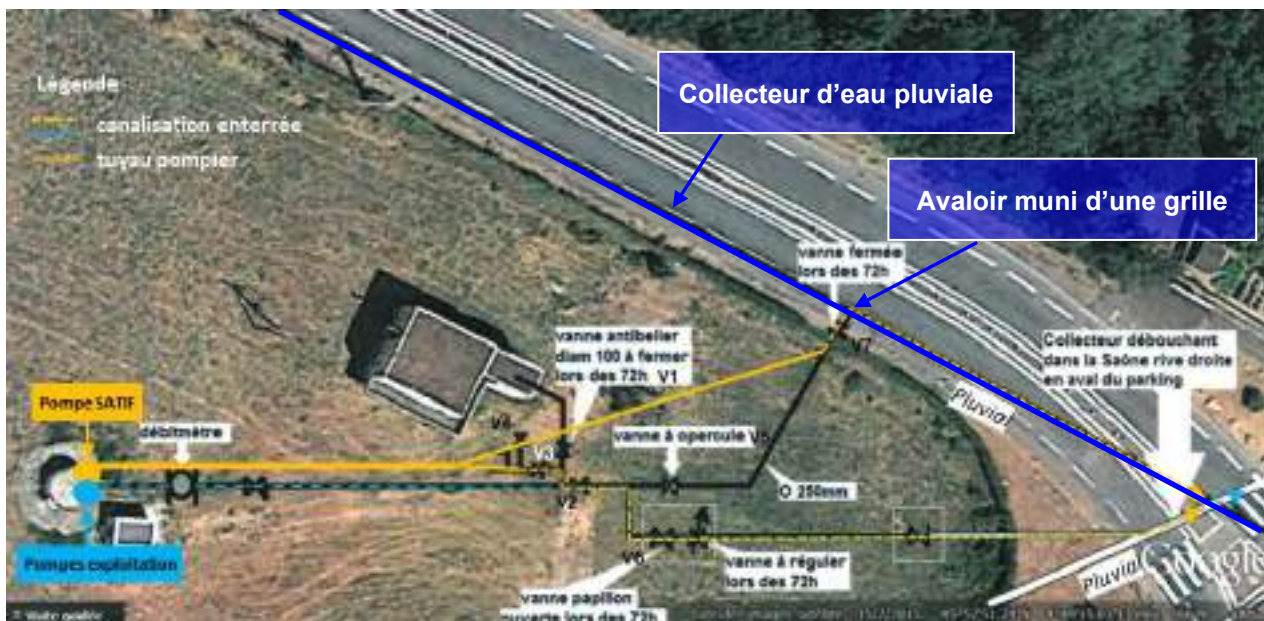 Collecteur d'eau pluviale
Avaloir muni d'une grille
Légende
canalisation enterrée
tuyau pompier
vanne fermée
lors des 72h
V7
vanne antibelier
diam 100 à fermer
lors des 72h V1
Collecteur débouchant
dans la Saône rive droite
en aval du parking
Pluvial
Pompe SATIF
débitmètre
V3
vanne à operoule V5
V2
O 250mm
Pompes exploitation
V6
vanne à réguler
lors des 72h
Pluvial
Google
vanne papillon
ouverte lors des 72h